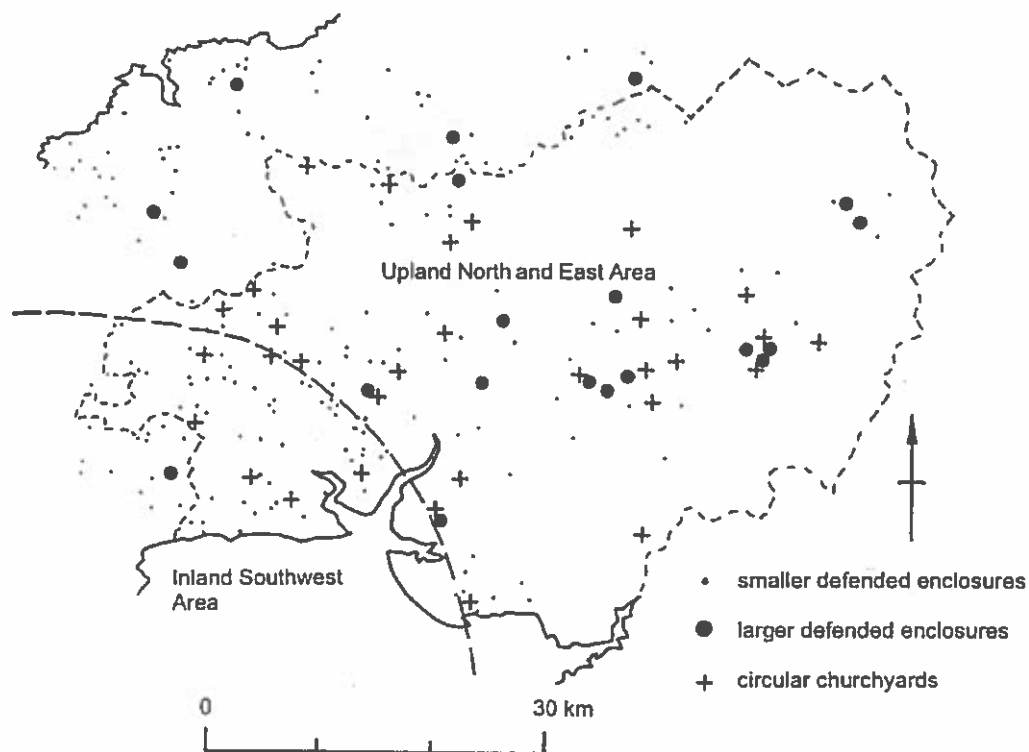 Upland North and East Area
Inland Southwest
Area
smaller defended enclosures
larger defended enclosures
circular churchyards
0
30 km